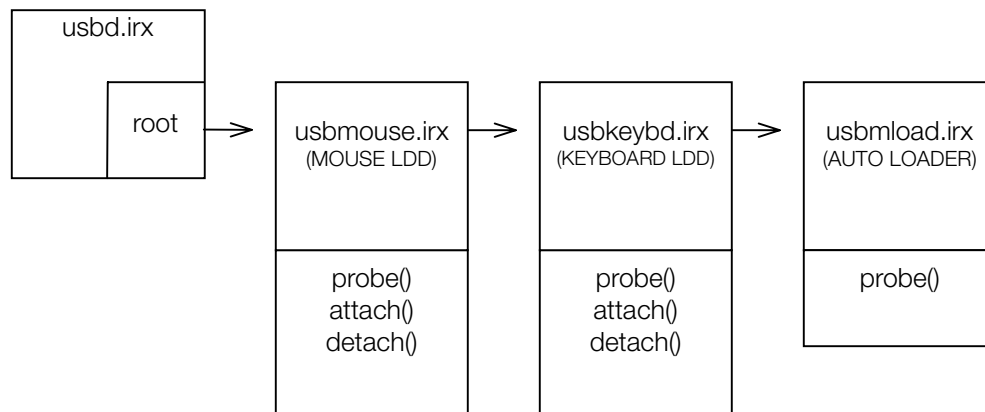 usbd.irx
root
usbmouse.irx
(MOUSE LDD)
probe()
attach()
detach()
usbkeybd.irx
(KEYBOARD LDD)
probe()
attach()
detach()
usbmload.irx
(AUTO LOADER)
probe()